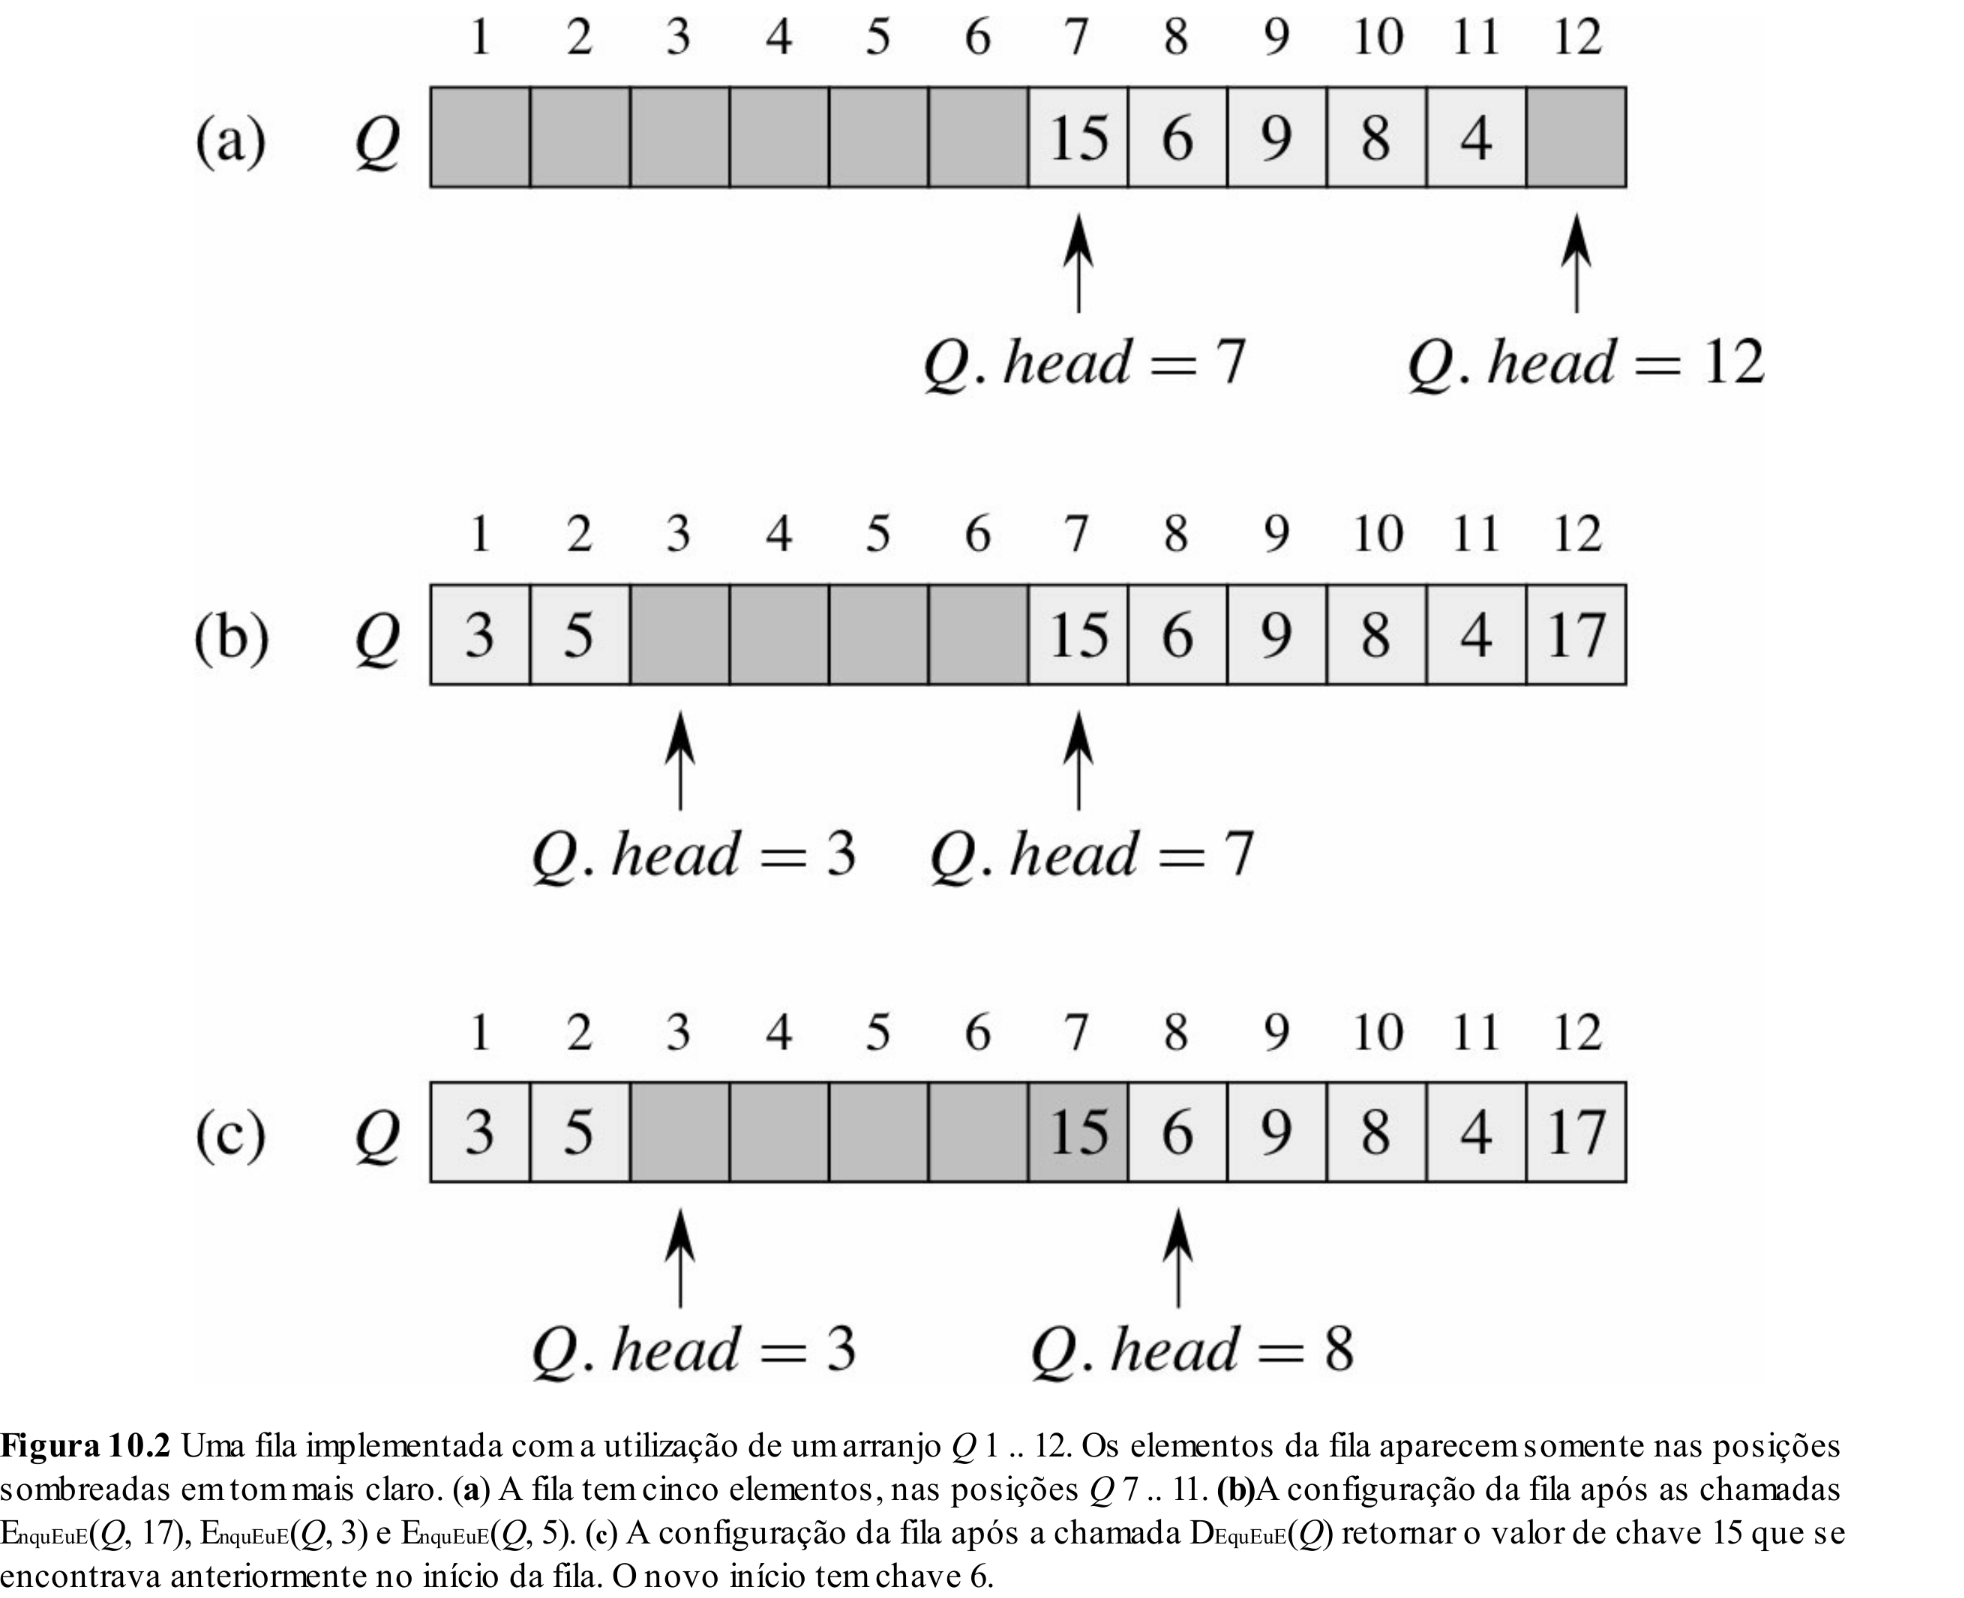 1 2 3 4 5 6 7 8 9 10 11 12
(a) Q 15 6 9 8 4
Q. head = 7 Q. head = 12
1 2 3 4 5 6 7 8 9 10 11 12
(b) Q 3 5 15 6 9 8 4 17
Q. head = 3 Q. head = 7
1 2 3 4 5 6 7 8 9 10 11 12
(c) Q 3 5 15 6 9 8 4 17
Q. head = 3 Q. head = 8
Figura 10.2 Uma fila implementada com a utilização de um arranjo Q 1 .. 12. Os elementos da fila aparecem somente nas posições
sombreadas em tom mais claro. (a) A fila tem cinco elementos, nas posições Q 7 .. 11. (b)A configuração da fila após as chamadas
EnquEuE(Q, 17), EnquEuE(Q, 3) e EnquEuE(Q, 5). (c) A configuração da fila após a chamada DEquEuE(Q) retornar o valor de chave 15 que se
encontrava anteriormente no início da fila. O novo início tem chave 6.